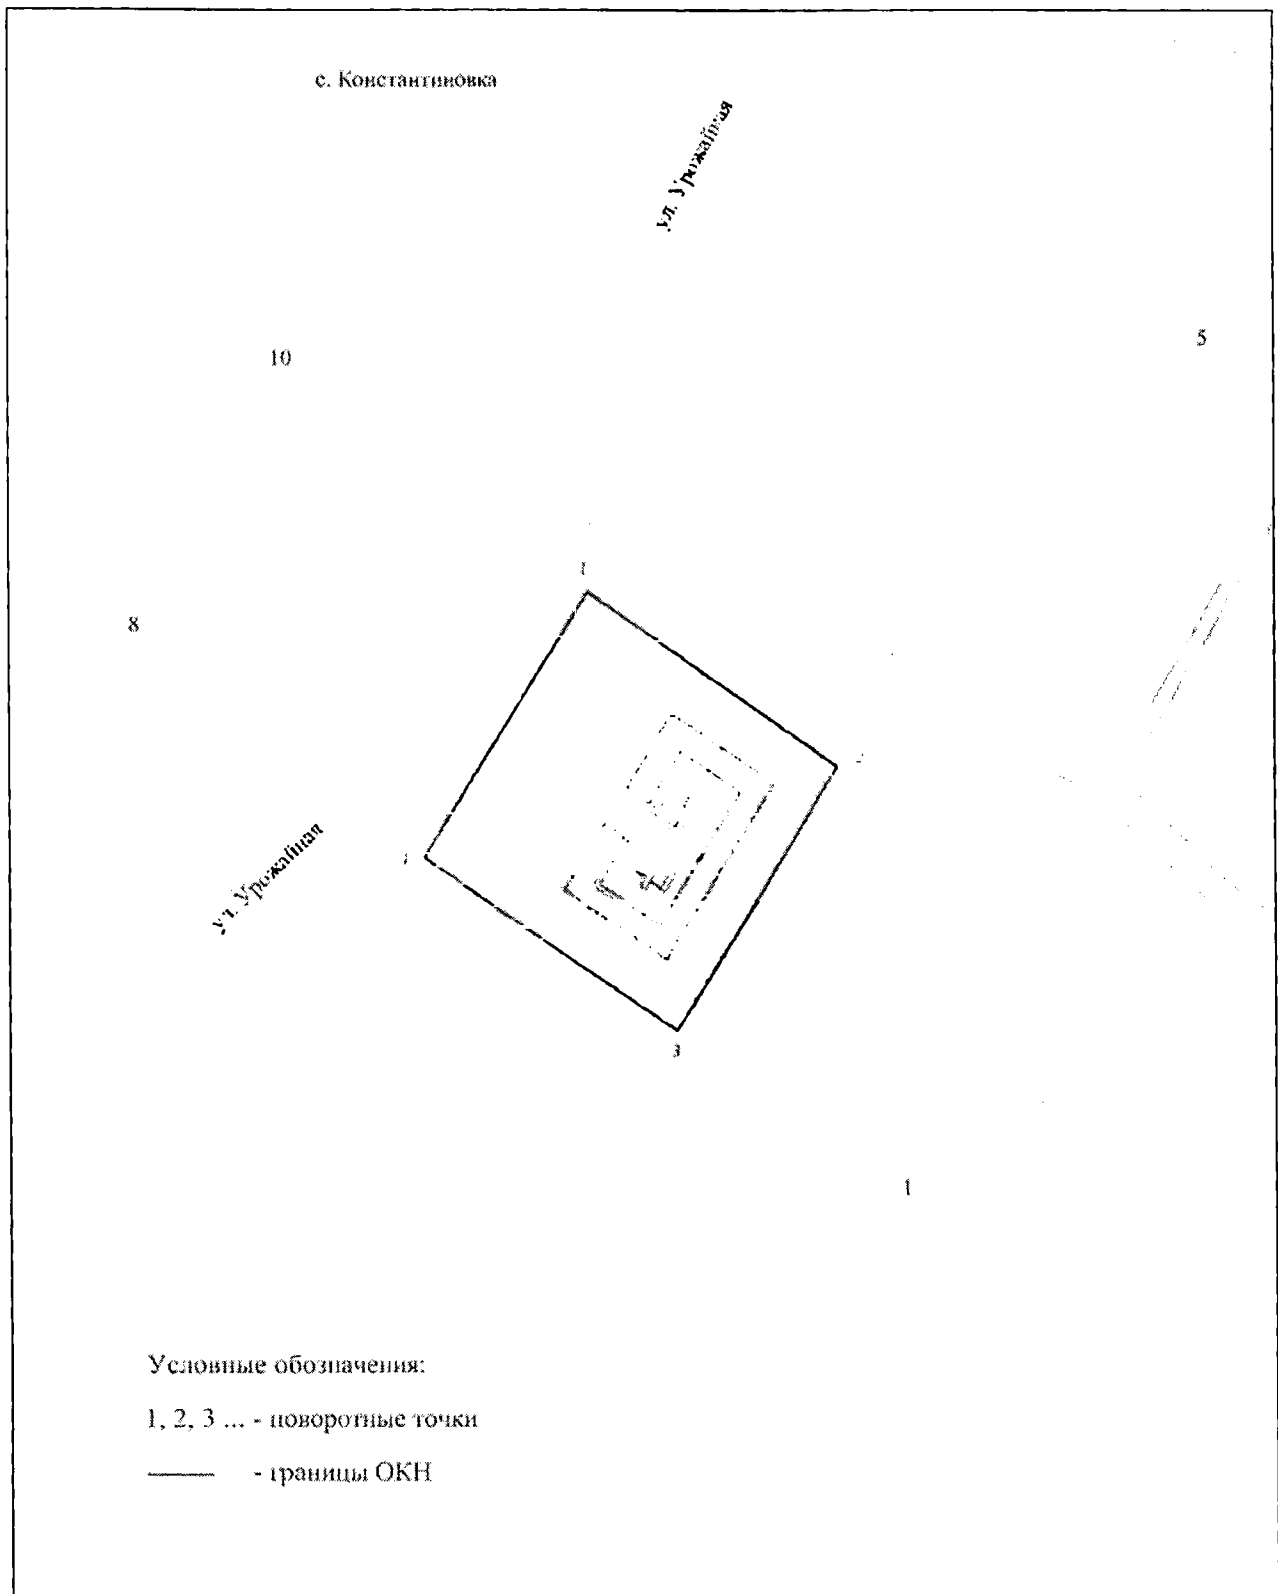 с. Константиновка
ул. Урожайная
10
5
1
8
2
ул. Урожайная
3
1
Условные обозначения:
1, 2, 3 ... - поворотные точки
- границы ОКН